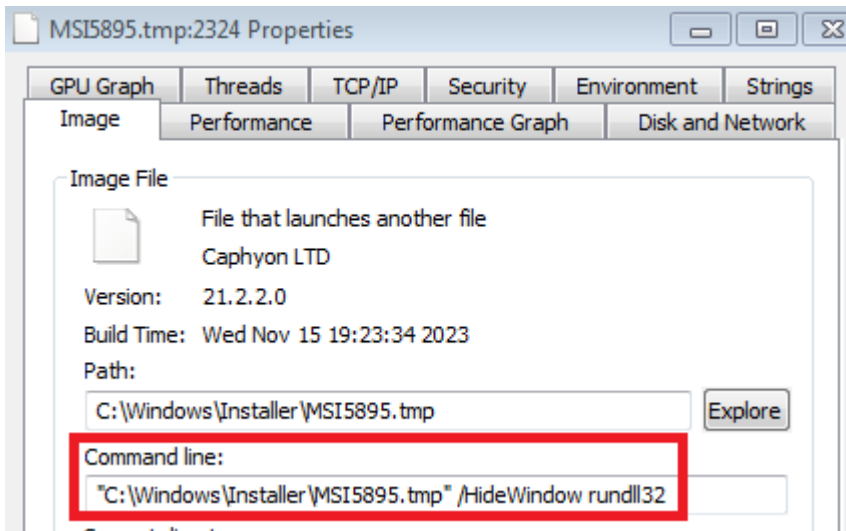 MSI5895.tmp:2324 Properties
GPU Graph Threads TCP/IP Security Environment Strings
Image Performance Performance Graph Disk and Network
Image File
File that launches another file
Caphyon LTD
Version: 21.2.2.0
Build Time: Wed Nov 15 19:23:34 2023
Path:
C:\Windows\Installer\MSI5895.tmp Explore
Command line:
"C:\Windows\Installer\MSI5895.tmp" /HideWindow rundll32